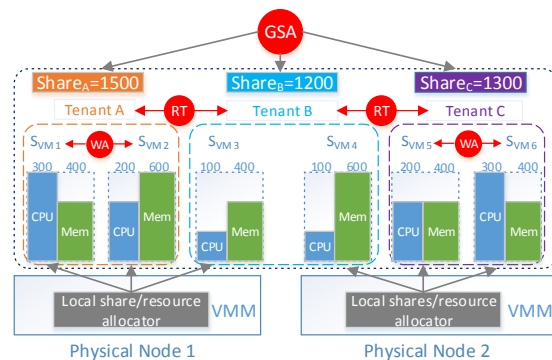 GSA
ShareA=1500 ShareB=1200 ShareC=1300
Tenant A RT Tenant B RT Tenant C
SVM 1 WA SVM 2 SVM 3 SVM 4 SVM 5 WA SVM 6
300 400 200 600 100 400 100 600 200 400 300 400
CPU Mem CPU Mem CPU Mem CPU Mem CPU Mem CPU Mem
Local share/resource allocator VMM Local shares/resource allocator VMM
Physical Node 1 Physical Node 2